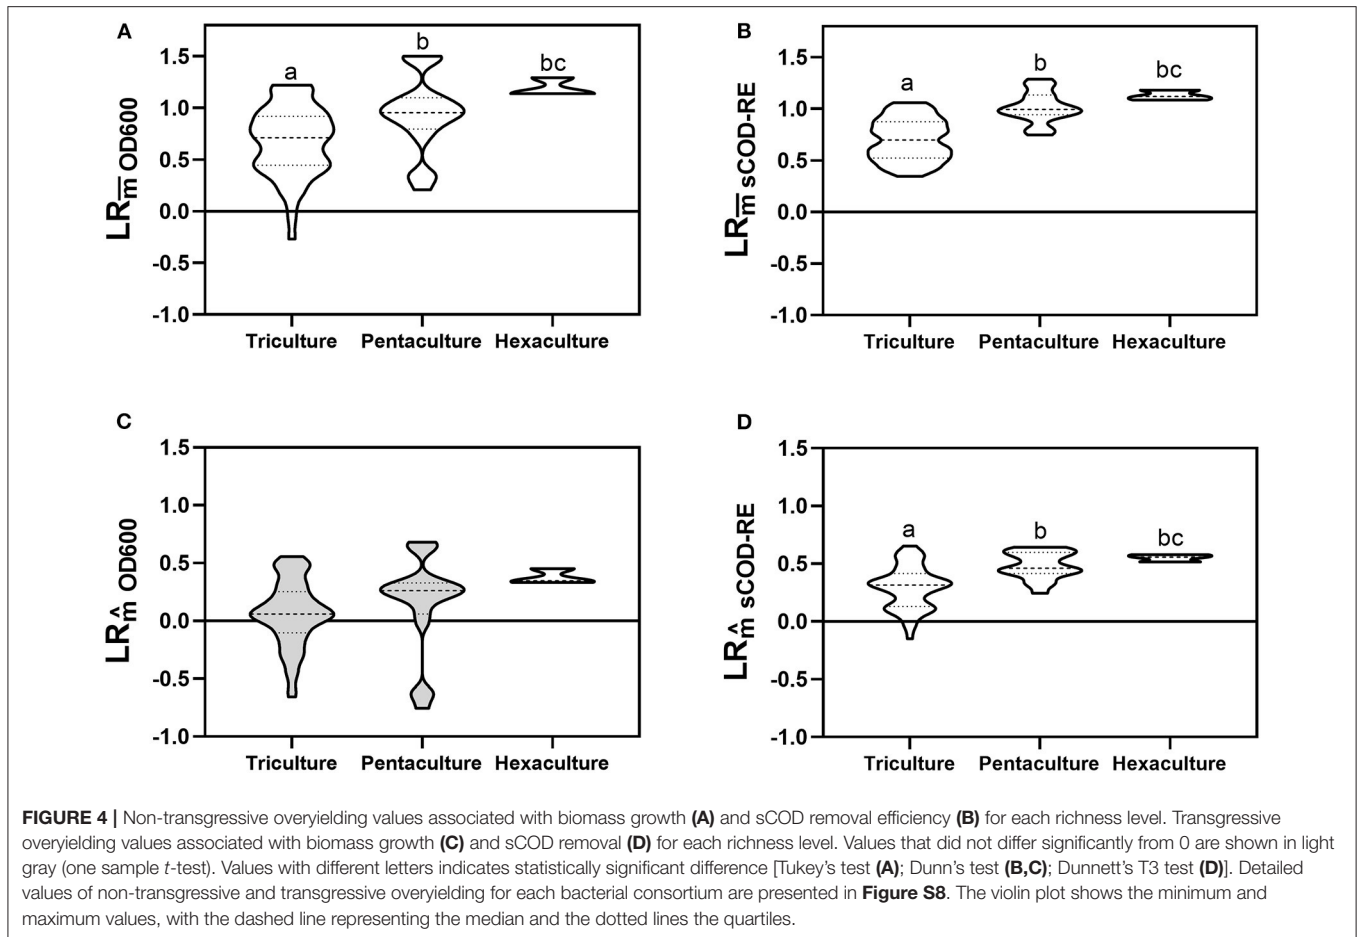 A
1.5
1.0
0.5
0.0
-0.5
-1.0
LR m̅ OD600
a
b
bc
Triculture Pentaculture Hexaculture
B
1.5
1.0
0.5
0.0
-0.5
-1.0
LR m̅ sCOD-RE
a
b
bc
Triculture Pentaculture Hexaculture
C
1.5
1.0
0.5
0.0
-0.5
-1.0
LR m̂ OD600
Triculture Pentaculture Hexaculture
D
1.5
1.0
0.5
0.0
-0.5
-1.0
LR m̂ sCOD-RE
a
b
bc
Triculture Pentaculture Hexaculture
FIGURE 4 | Non-transgressive overyielding values associated with biomass growth (A) and sCOD removal efficiency (B) for each richness level. Transgressive
overyielding values associated with biomass growth (C) and sCOD removal (D) for each richness level. Values that did not differ significantly from 0 are shown in light
gray (one sample t-test). Values with different letters indicates statistically significant difference [Tukey's test (A); Dunn's test (B,C); Dunnett's T3 test (D)]. Detailed
values of non-transgressive and transgressive overyielding for each bacterial consortium are presented in Figure S8. The violin plot shows the minimum and
maximum values, with the dashed line representing the median and the dotted lines the quartiles.